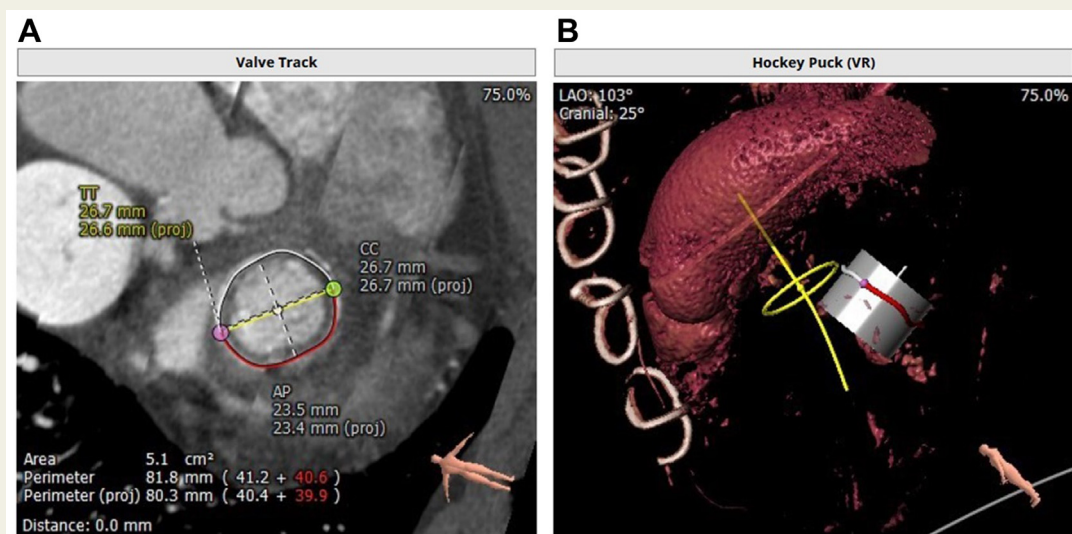 A
Valve Track
75.0%
TT
26.7 mm
26.6 mm (proj)
CC
26.7 mm
26.7 mm (proj)
AP
23.5 mm
23.4 mm (proj)
Area 5.1 cm²
Perimeter 81.8 mm ( 41.2 + 40.6 )
Perimeter (proj) 80.3 mm ( 40.4 + 39.9 )
Distance: 0.0 mm
B
Hockey Puck (VR)
LAO: 103°
Cranial: 25°
75.0%